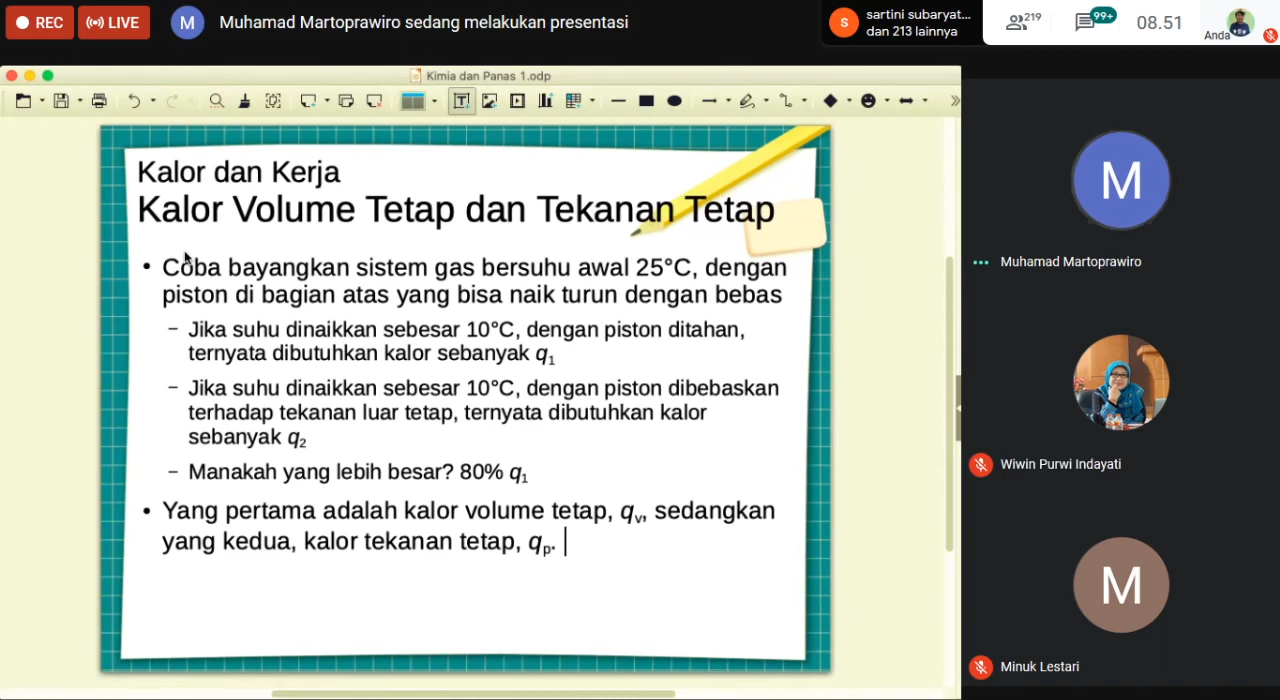 REC
LIVE
M
Muhamad Martoprawiro sedang melakukan presentasi
S
sartini subaryat...
dan 213 lainnya
219
99+
08.51
Anda
Kimia dan Panas 1.odp
Kalor dan Kerja
Kalor Volume Tetap dan Tekanan Tetap
• Coba bayangkan sistem gas bersuhu awal 25°C, dengan
piston di bagian atas yang bisa naik turun dengan bebas
– Jika suhu dinaikkan sebesar 10°C, dengan piston ditahan,
ternyata dibutuhkan kalor sebanyak q₁
– Jika suhu dinaikkan sebesar 10°C, dengan piston dibebaskan
terhadap tekanan luar tetap, ternyata dibutuhkan kalor
sebanyak q₂
– Manakah yang lebih besar? 80% q₁
• Yang pertama adalah kalor volume tetap, qᵥ, sedangkan
yang kedua, kalor tekanan tetap, qₚ.
M
Muhamad Martoprawiro
Wiwin Purwi Indayati
M
Minuk Lestari